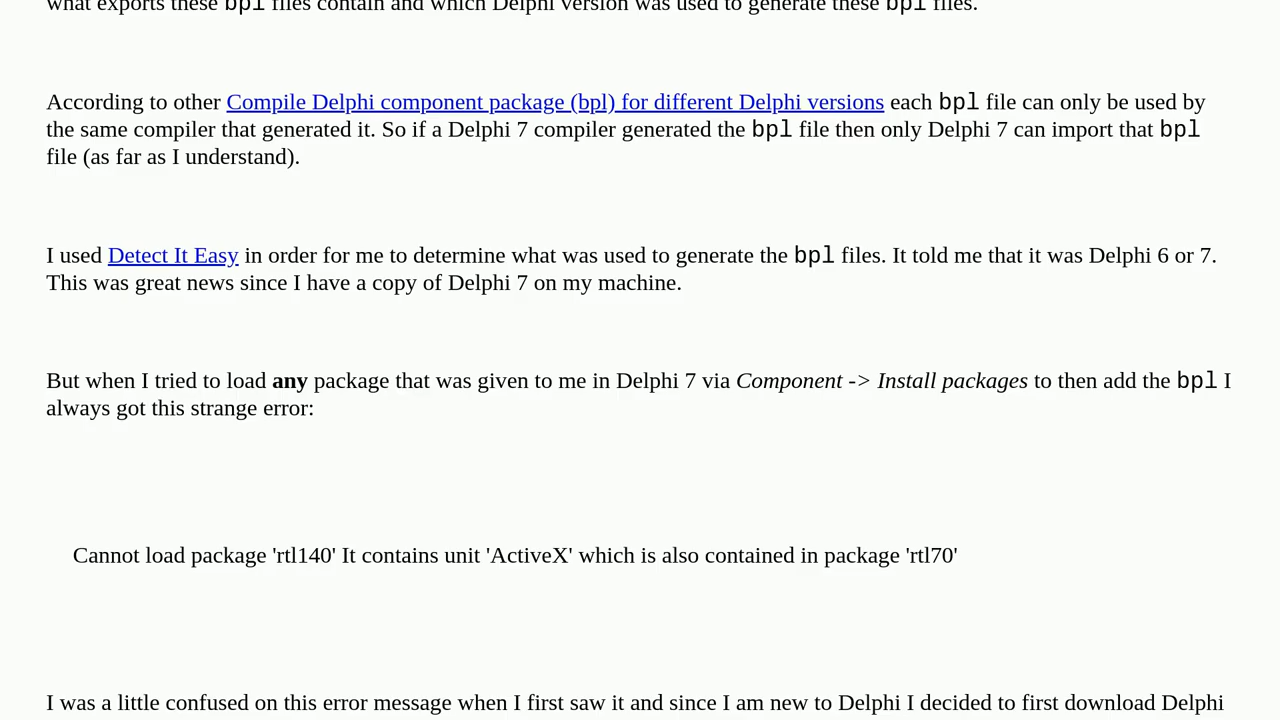 what exports these bpl files contain and which Delphi version was used to generate these bpl files.
According to other Compile Delphi component package (bpl) for different Delphi versions each bpl file can only be used by
the same compiler that generated it. So if a Delphi 7 compiler generated the bpl file then only Delphi 7 can import that bpl
file (as far as I understand).
I used Detect It Easy in order for me to determine what was used to generate the bpl files. It told me that it was Delphi 6 or 7.
This was great news since I have a copy of Delphi 7 on my machine.
But when I tried to load any package that was given to me in Delphi 7 via Component -> Install packages to then add the bpl I
always got this strange error:
Cannot load package 'rtl140' It contains unit 'ActiveX' which is also contained in package 'rtl70'
I was a little confused on this error message when I first saw it and since I am new to Delphi I decided to first download Delphi